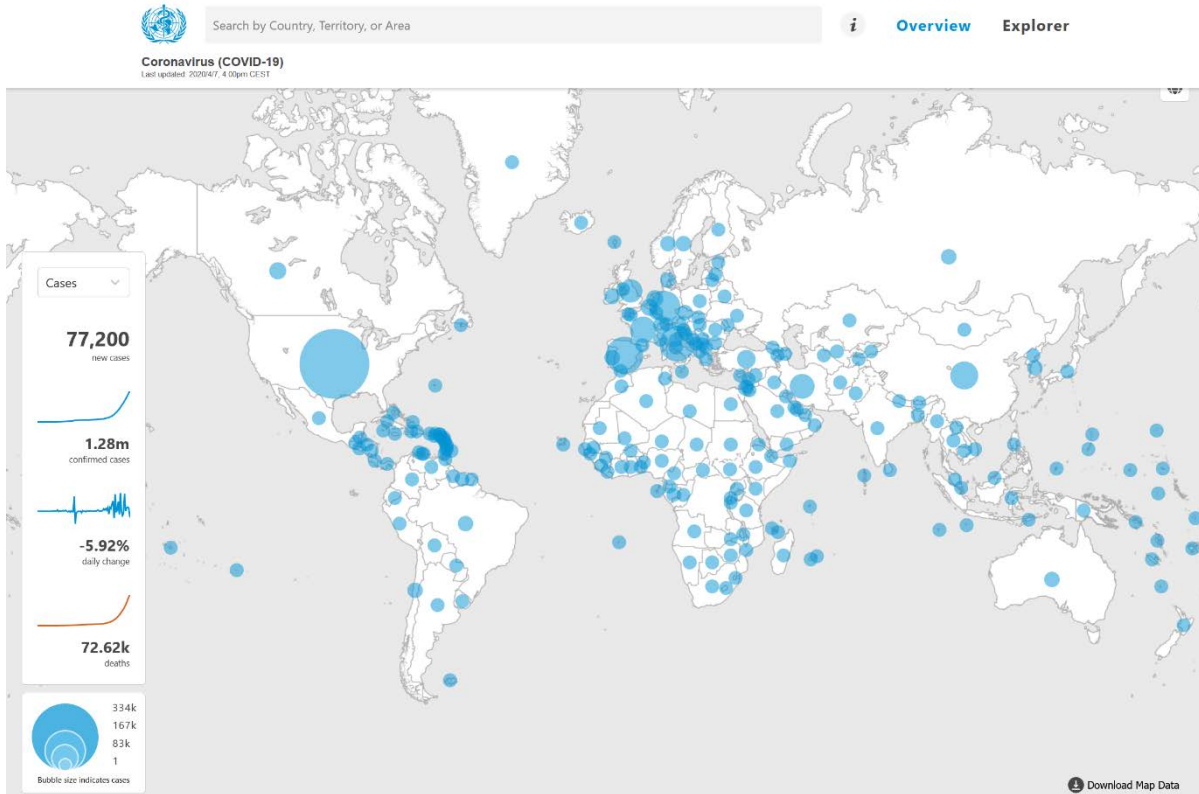 Search by Country, Territory, or Area
i
Overview
Explorer
Coronavirus (COVID-19)
Last updated: 2020/4/7, 4:00pm CEST
Cases
77,200
new cases
1.28m
confirmed cases
-5.92%
daily change
72.62k
deaths
334k
167k
83k
1
Bubble size indicates cases
Download Map Data